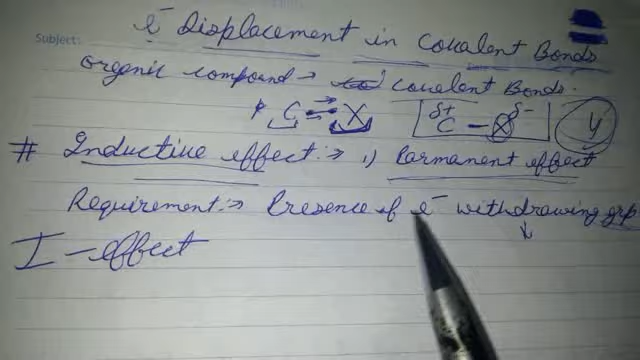 Subject:
e⁻ Displacement in Covalent Bonds
organic compound → Covalent Bonds.
C ⇌ X δ+ C — X δ- Y
# Inductive effect :→ 1) Parmanent effect
Requirement :→ Presence of e⁻ withdrawing grp
↓
I - effect